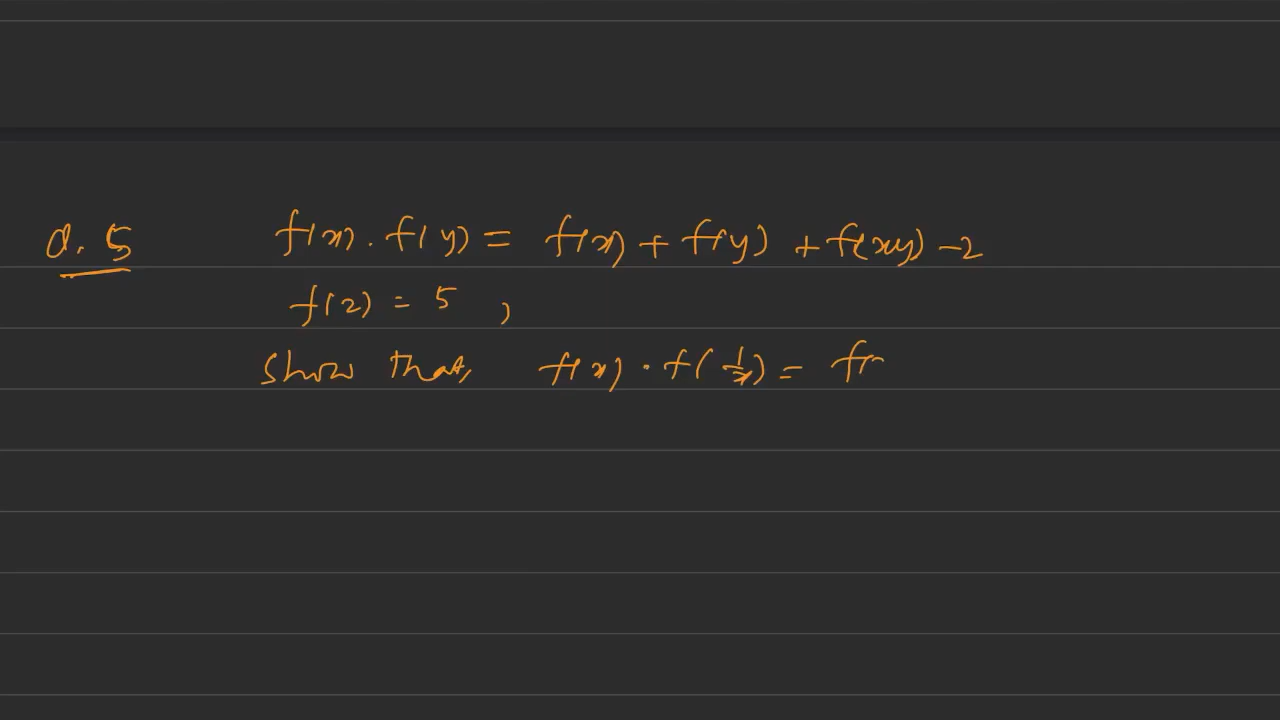 Q. 5 f(x) . f(y) = f(x) + f(y) + f(xy) - 2
f(2) = 5 ,
Show that, f(x) . f(1/x) = f(